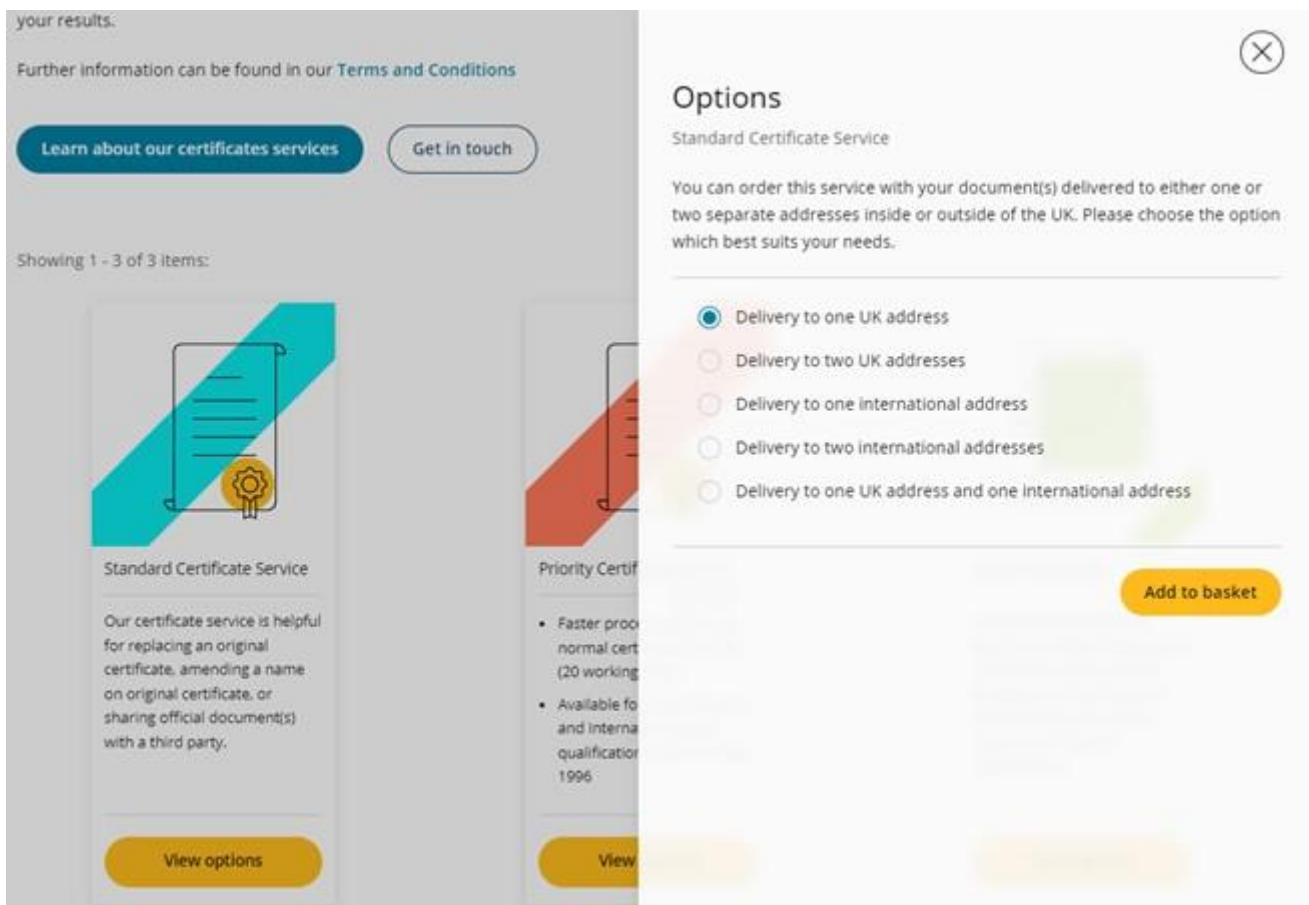 your results.
Further information can be found in our Terms and Conditions
Learn about our certificates services
Get in touch
Showing 1 - 3 of 3 items:
Standard Certificate Service
Our certificate service is helpful
for replacing an original
certificate, amending a name
on original certificate, or
sharing official document(s)
with a third party.
View options
Priority Certif
Faster proce
normal cert
(20 working
Available fo
and interna
qualification
1996
View
Options
Standard Certificate Service
You can order this service with your document(s) delivered to either one or
two separate addresses inside or outside of the UK. Please choose the option
which best suits your needs.
Delivery to one UK address
Delivery to two UK addresses
Delivery to one international address
Delivery to two international addresses
Delivery to one UK address and one international address
Add to basket